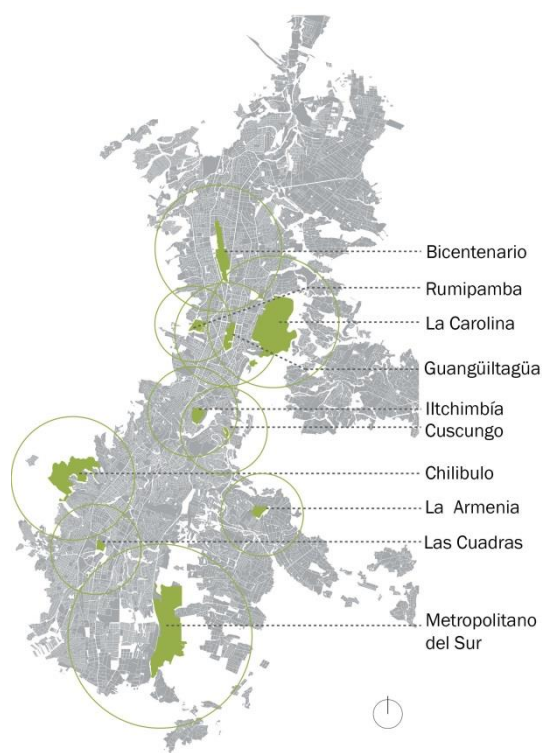 Bicentenario
Rumipamba
La Carolina
Guangüiltagüa
Iltchimbía
Cuscungo
Chilibulo
La Armenia
Las Cuadras
Metropolitano
del Sur